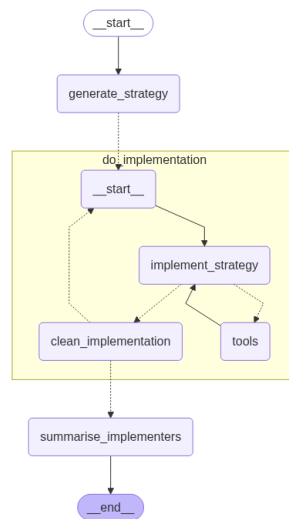 __start__
generate_strategy
do_implementation
__start__
implement_strategy
clean_implementation
tools
summarise_implementers
__end__